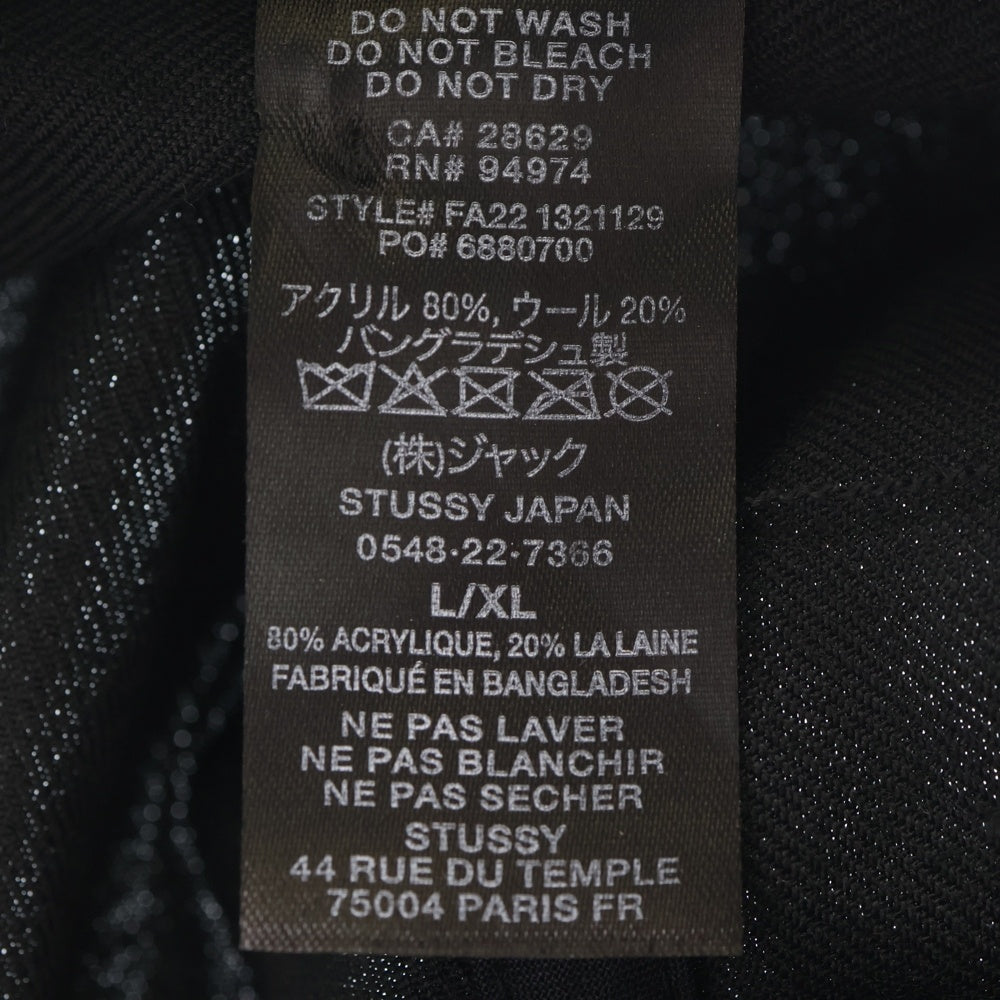 DO NOT WASH
DO NOT BLEACH
DO NOT DRY
CA# 28629
RN# 94974
STYLE# FA22 1321129
PO# 6880700
アクリル 80%, ウール 20%
バングラデシュ製
(株)ジャック
STUSSY JAPAN
0548·22·7366
L/XL
80% ACRYLIQUE, 20% LA LAINE
FABRIQUÉ EN BANGLADESH
NE PAS LAVER
NE PAS BLANCHIR
NE PAS SECHER
STUSSY
44 RUE DU TEMPLE
75004 PARIS FR